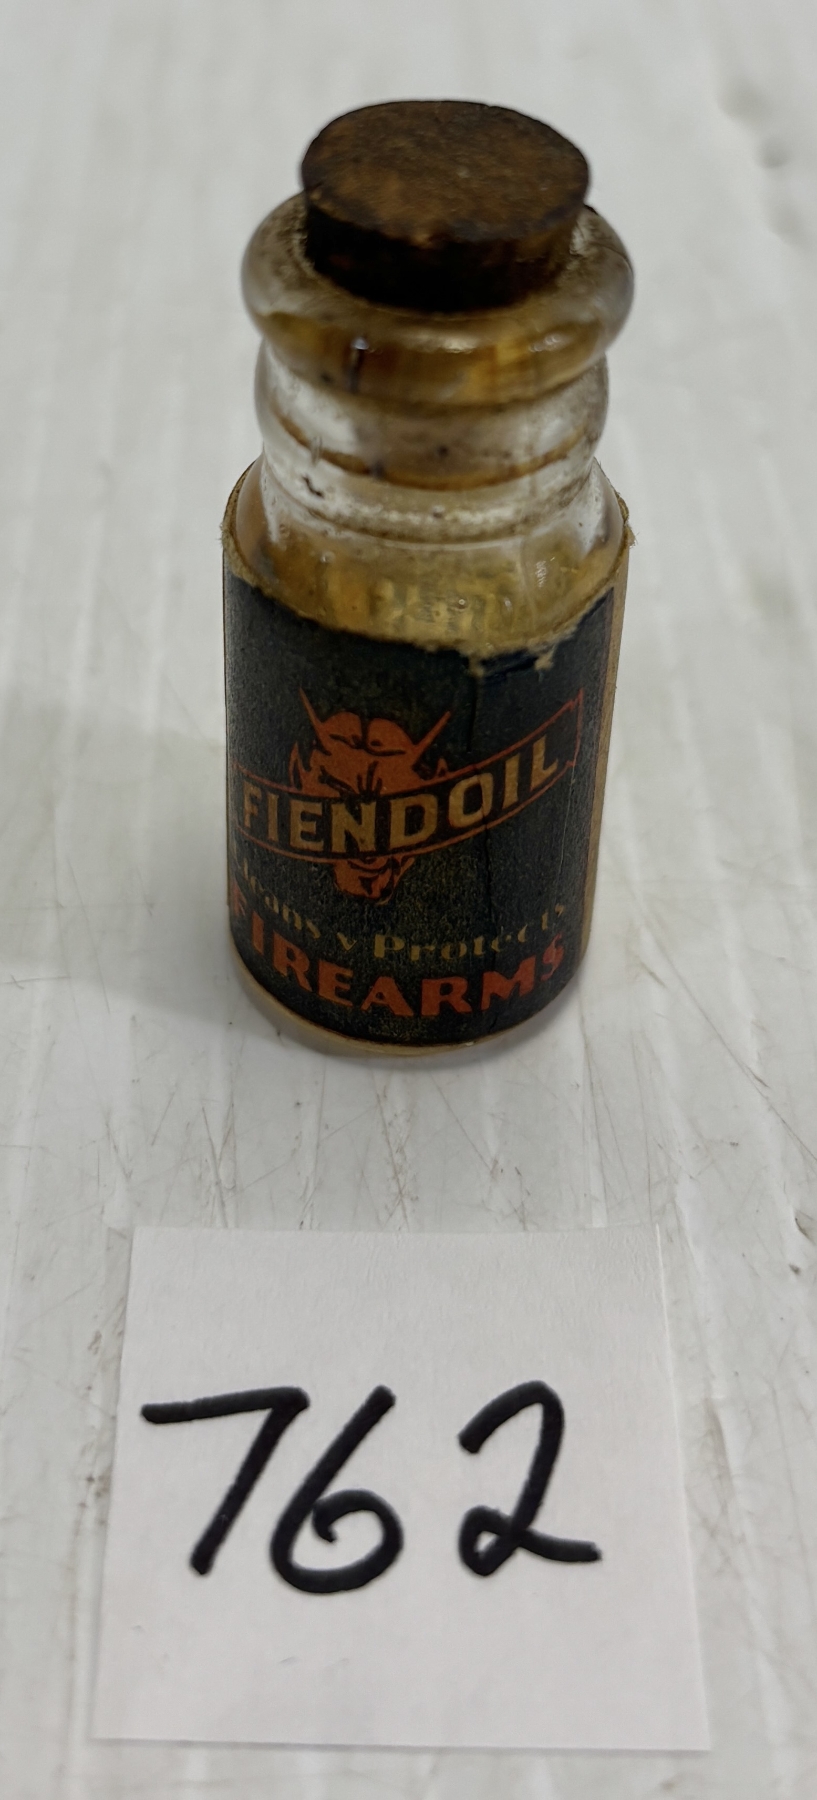 FIENDOIL
Cleans y Protects
FIREARMS
762